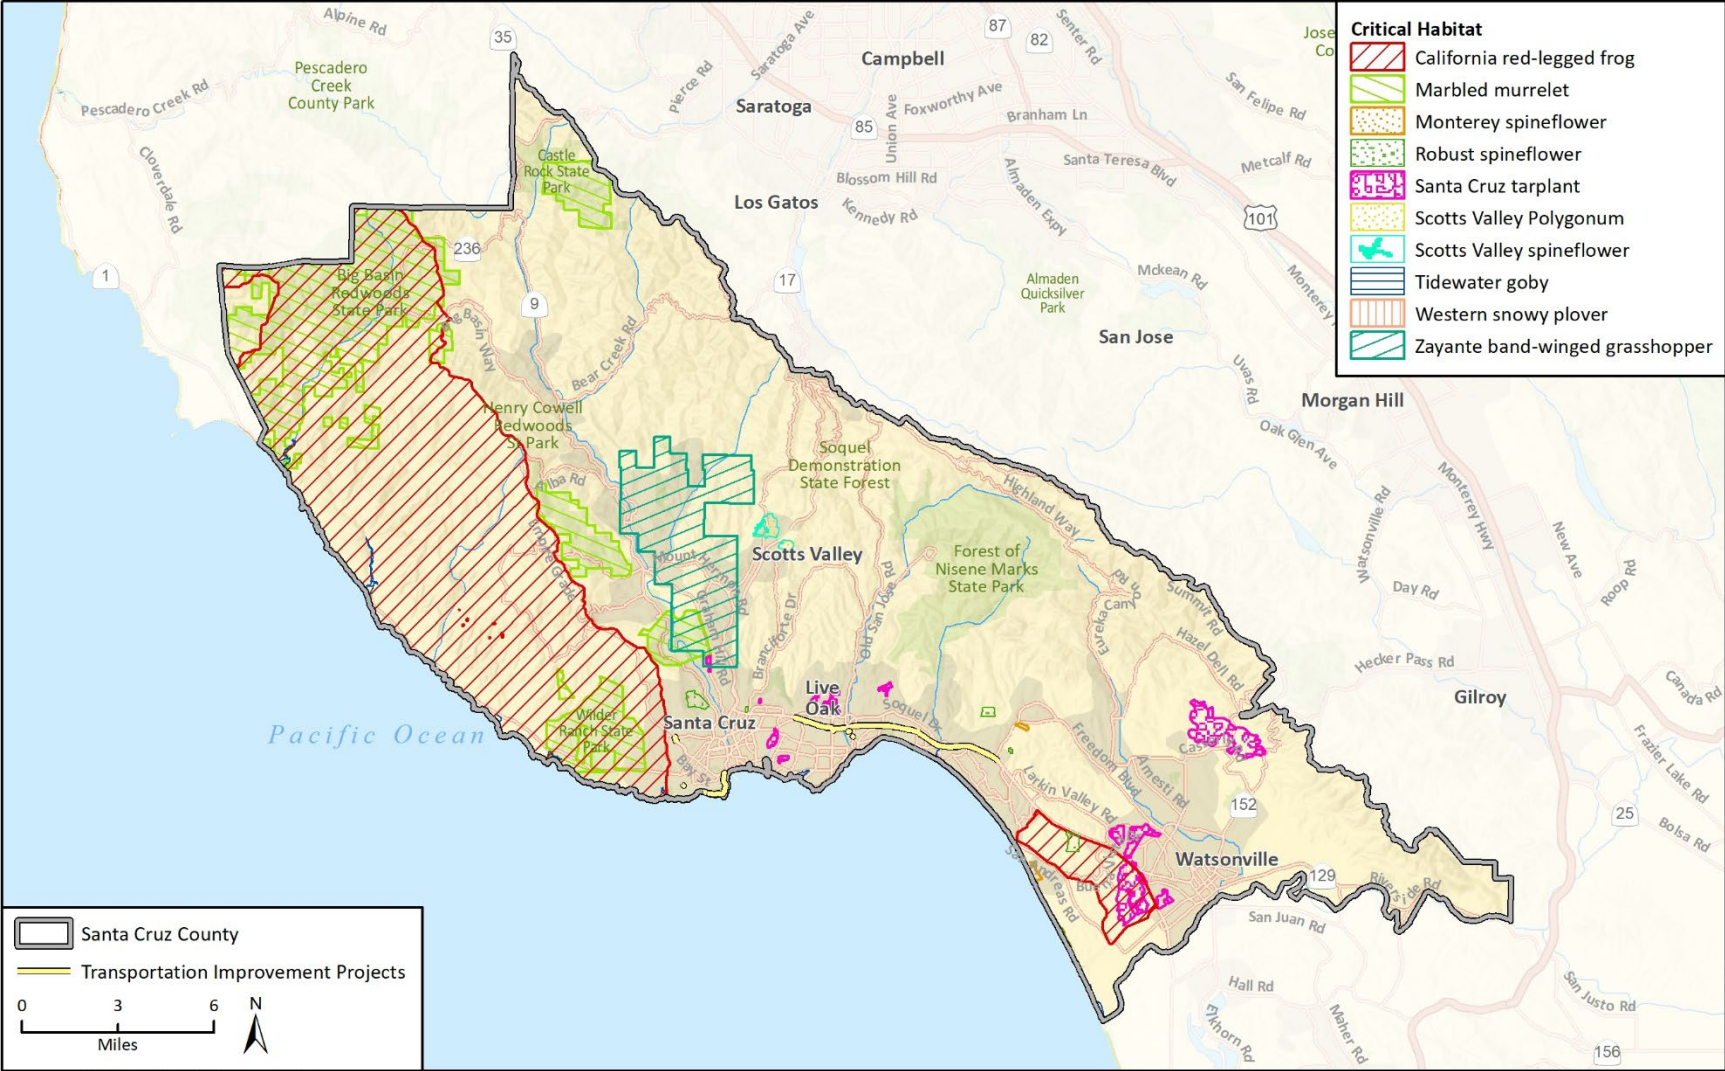 Critical Habitat
California red-legged frog
Marbled murrelet
Monterey spineflower
Robust spineflower
Santa Cruz tarplant
Scotts Valley Polygonum
Scotts Valley spineflower
Tidewater goby
Western snowy plover
Zayante band-winged grasshopper
Alpine Rd
35
Pescadero
Creek
County Park
Pescadero Creek Rd
Cloverdale Rd
1
Pierce Rd
Saratoga Ave
Saratoga
Campbell
87
82
Senter Rd
85
Union Ave
Foxworthy Ave
Branham Ln
Santa Teresa Blvd
San Felipe Rd
Metcalf Rd
Blossom Hill Rd
Kennedy Rd
Almaden Expy
Los Gatos
101
17
Almaden
Quicksilver
Park
Mckean Rd
San Jose
Uvas Rd
Morgan Hill
Oak Glen Ave
Monterey Hwy
Watsonville Rd
New Ave
Roop Rd
Day Rd
Castle
Rock State
Park
236
9
Big Basin
Redwoods
State Park
Basin Way
Bear Creek Rd
Henry Cowell
Redwoods
St Park
Alba Rd
Empire Grade
Soquel
Demonstration
State Forest
Highland Way
Mount Hermon Rd
Graham Hill Rd
Scotts Valley
Branciforte Dr
Old San Jose Rd
Forest of
Nisene Marks
State Park
Eureka
Canyon Rd
Summit Rd
Hazel Dell Rd
Hecker Pass Rd
Gilroy
Canada Rd
Frazier Lake Rd
25
Bolsa Rd
Pacific Ocean
Wilder
Ranch State
Park
Santa Cruz
Bay St
Live
Oak
Soquel Dr
Freedom Blvd
Larkin Valley Rd
Amesti Rd
152
Watsonville
129
Riverside Rd
San Andreas Rd
San Juan Rd
Hall Rd
Elkhorn Rd
Maher Rd
San Justo Rd
156
Santa Cruz County
Transportation Improvement Projects
0 3 6
Miles
N